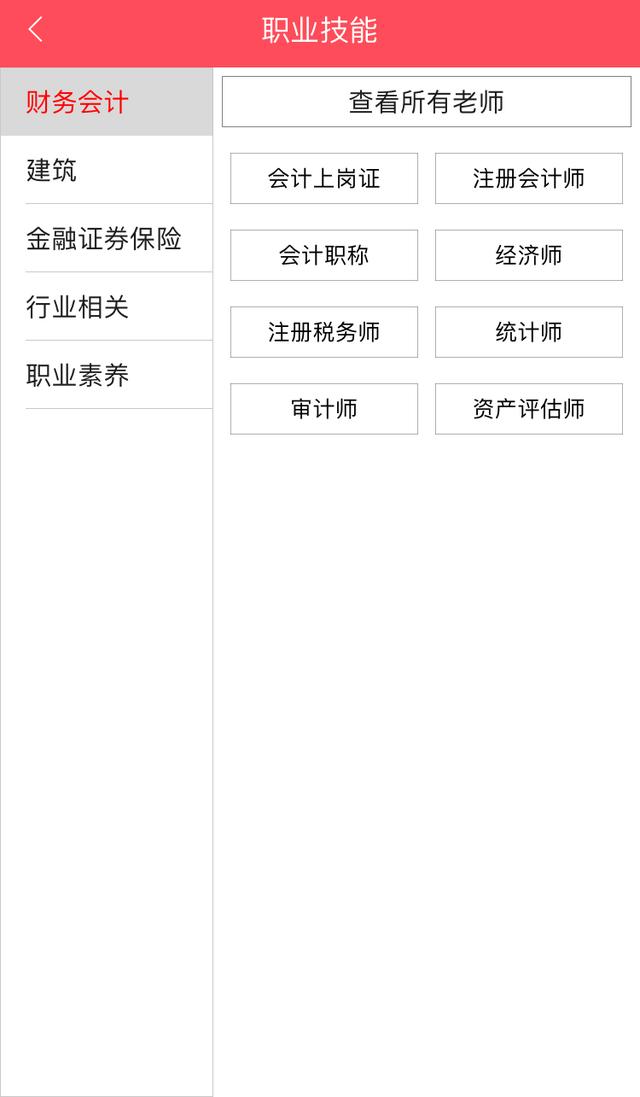 职业技能
财务会计
建筑
金融证券保险
行业相关
职业素养
查看所有老师
会计上岗证
注册会计师
会计职称
经济师
注册税务师
统计师
审计师
资产评估师